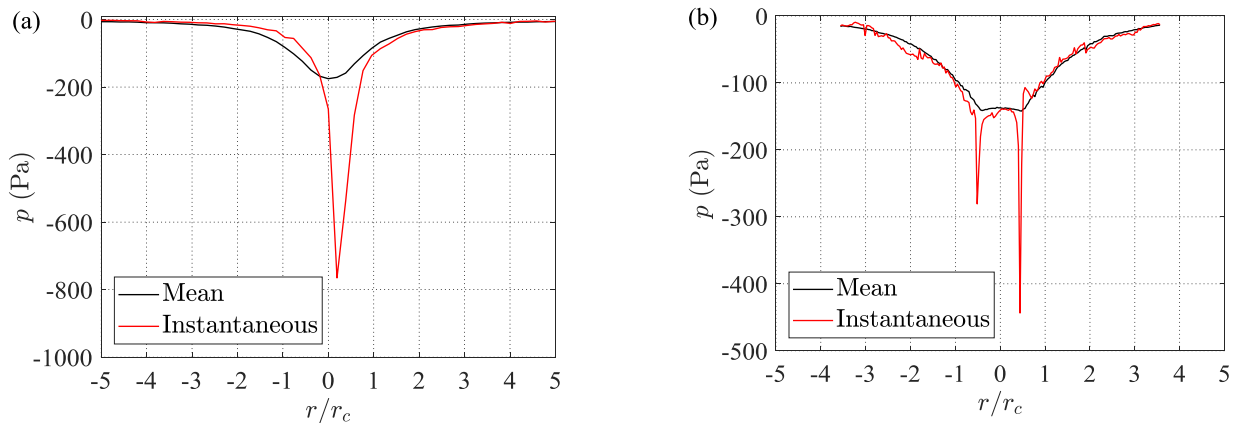 (a)
0
-200
-400
-600
-800
-1000
p (Pa)
Mean
Instantaneous
-5 -4 -3 -2 -1 0 1 2 3 4 5
r/r_c
(b)
0
-100
-200
-300
-400
-500
p (Pa)
Mean
Instantaneous
-5 -4 -3 -2 -1 0 1 2 3 4 5
r/r_c